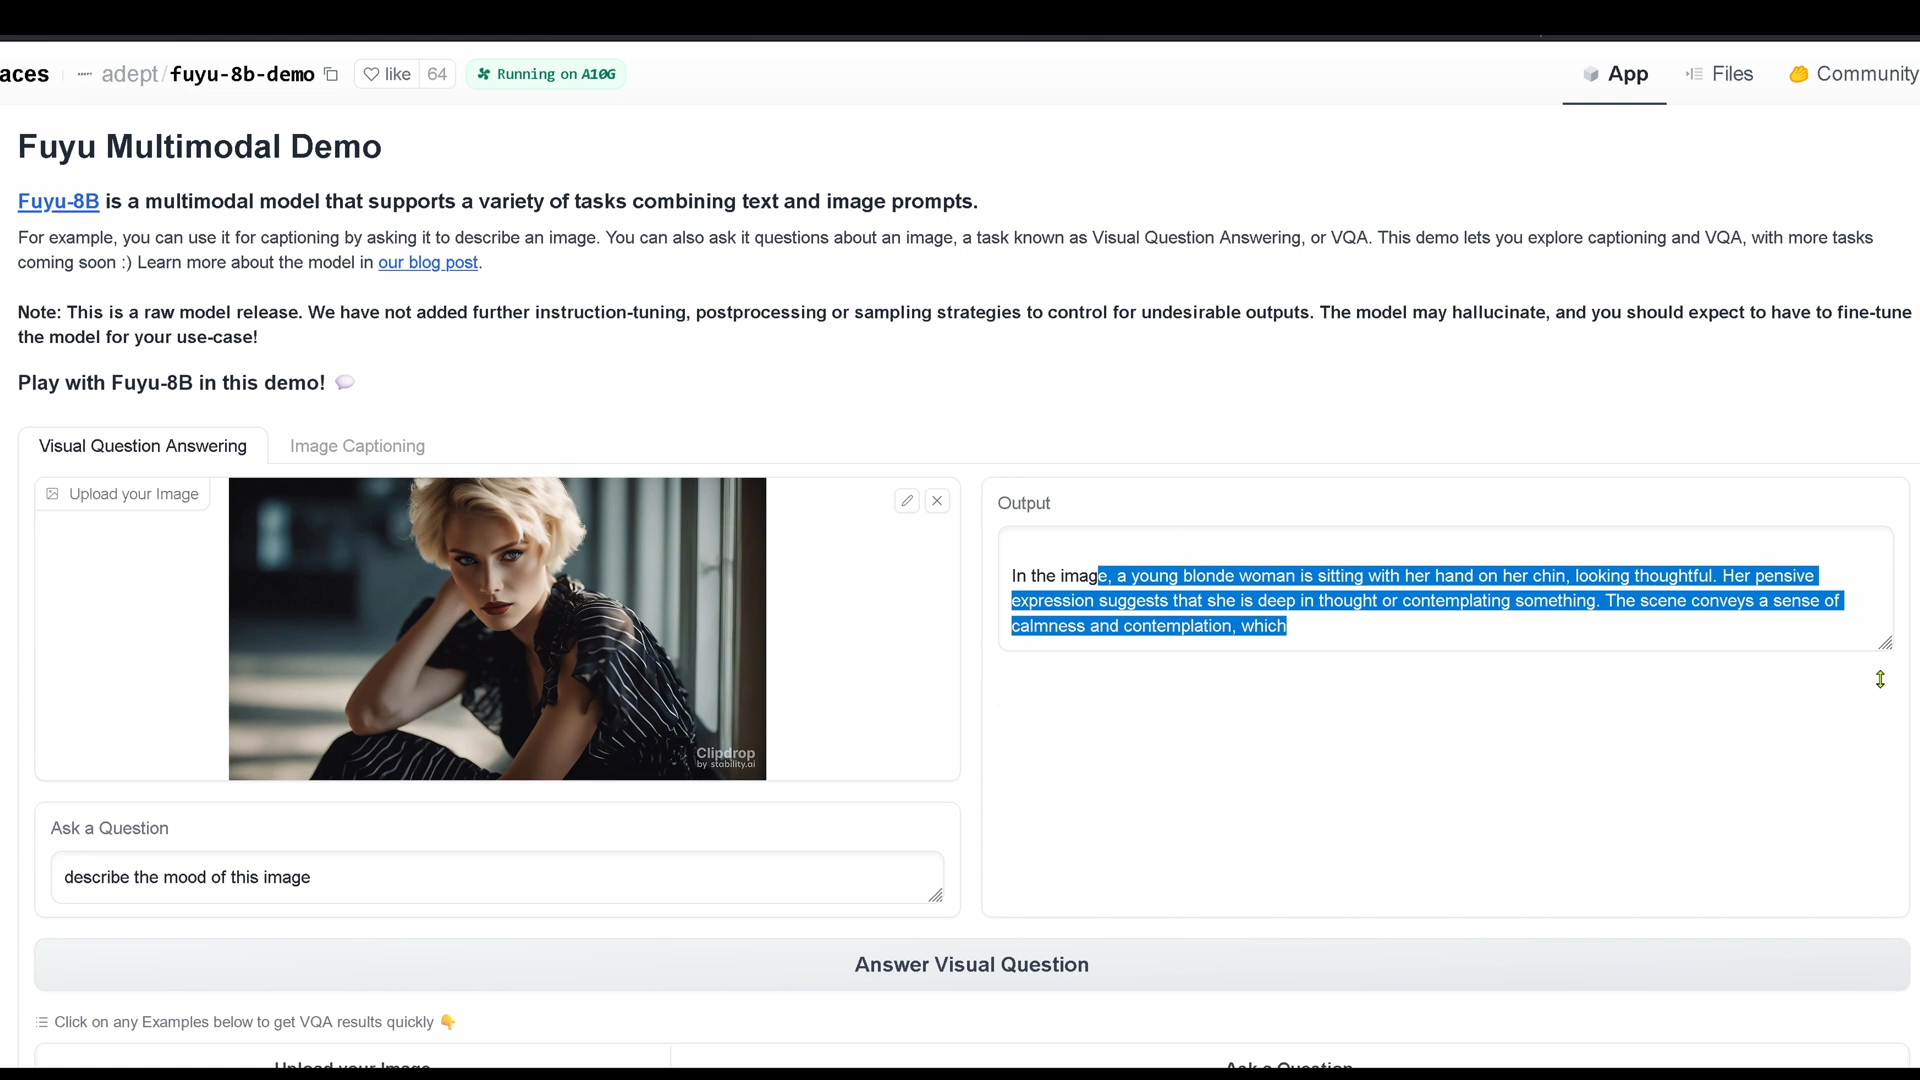 aces adept/fuyu-8b-demo like 64 Running on A10G App Files Community
Fuyu Multimodal Demo
Fuyu-8B is a multimodal model that supports a variety of tasks combining text and image prompts.
For example, you can use it for captioning by asking it to describe an image. You can also ask it questions about an image, a task known as Visual Question Answering, or VQA. This demo lets you explore captioning and VQA, with more tasks
coming soon :) Learn more about the model in our blog post.
Note: This is a raw model release. We have not added further instruction-tuning, postprocessing or sampling strategies to control for undesirable outputs. The model may hallucinate, and you should expect to have to fine-tune
the model for your use-case!
Play with Fuyu-8B in this demo! 💬
Visual Question Answering Image Captioning
Upload your Image
Clipdrop
by stability.ai
Output
In the image, a young blonde woman is sitting with her hand on her chin, looking thoughtful. Her pensive
expression suggests that she is deep in thought or contemplating something. The scene conveys a sense of
calmness and contemplation, which
Ask a Question
describe the mood of this image
Answer Visual Question
Click on any Examples below to get VQA results quickly 👇
Upload your Image Ask a Question